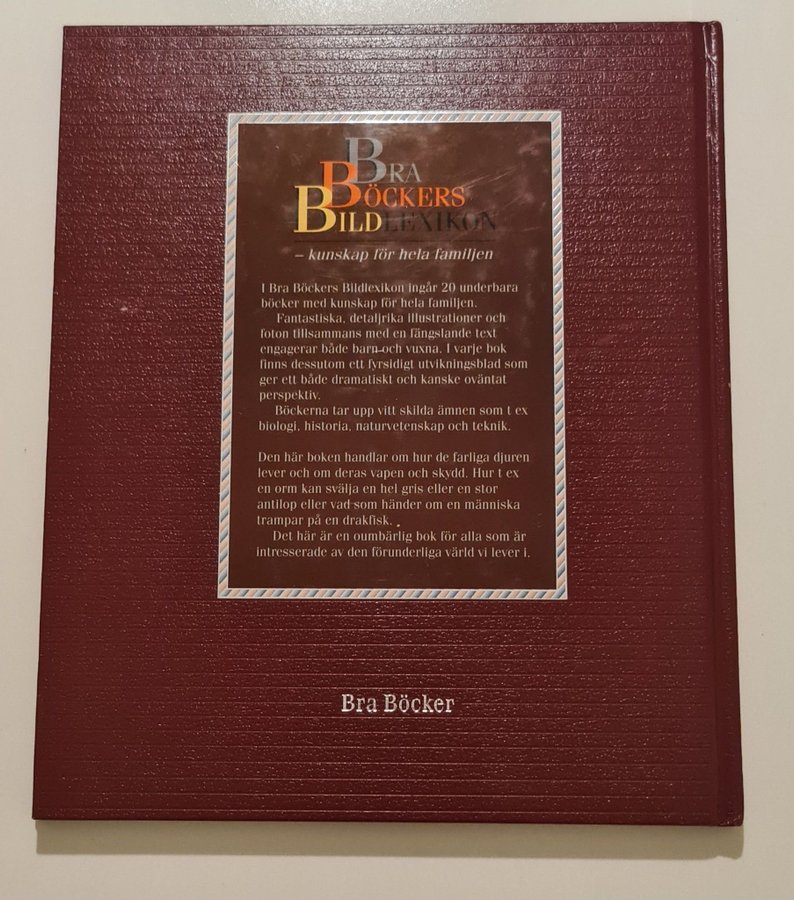 BRA
BÖCKERS
BILDLEXIKON
– kunskap för hela familjen
I Bra Böckers Bildlexikon ingår 20 underbara
böcker med kunskap för hela familjen.
Fantastiska, detaljrika illustrationer och
foton tillsammans med en fängslande text
engagerar både barn och vuxna. I varje bok
finns dessutom ett fyrsidigt utvikningsblad som
ger ett både dramatiskt och kanske oväntat
perspektiv.
Böckerna tar upp vitt skilda ämnen som t ex
biologi, historia, naturvetenskap och teknik.
Den här boken handlar om hur de farliga djuren
lever och om deras vapen och skydd. Hur t ex
en orm kan svälja en hel gris eller en stor
antilop eller vad som händer om en människa
trampar på en drakfisk.
Det här är en oumbärlig bok för alla som är
intresserade av den förunderliga värld vi lever i.
Bra Böcker